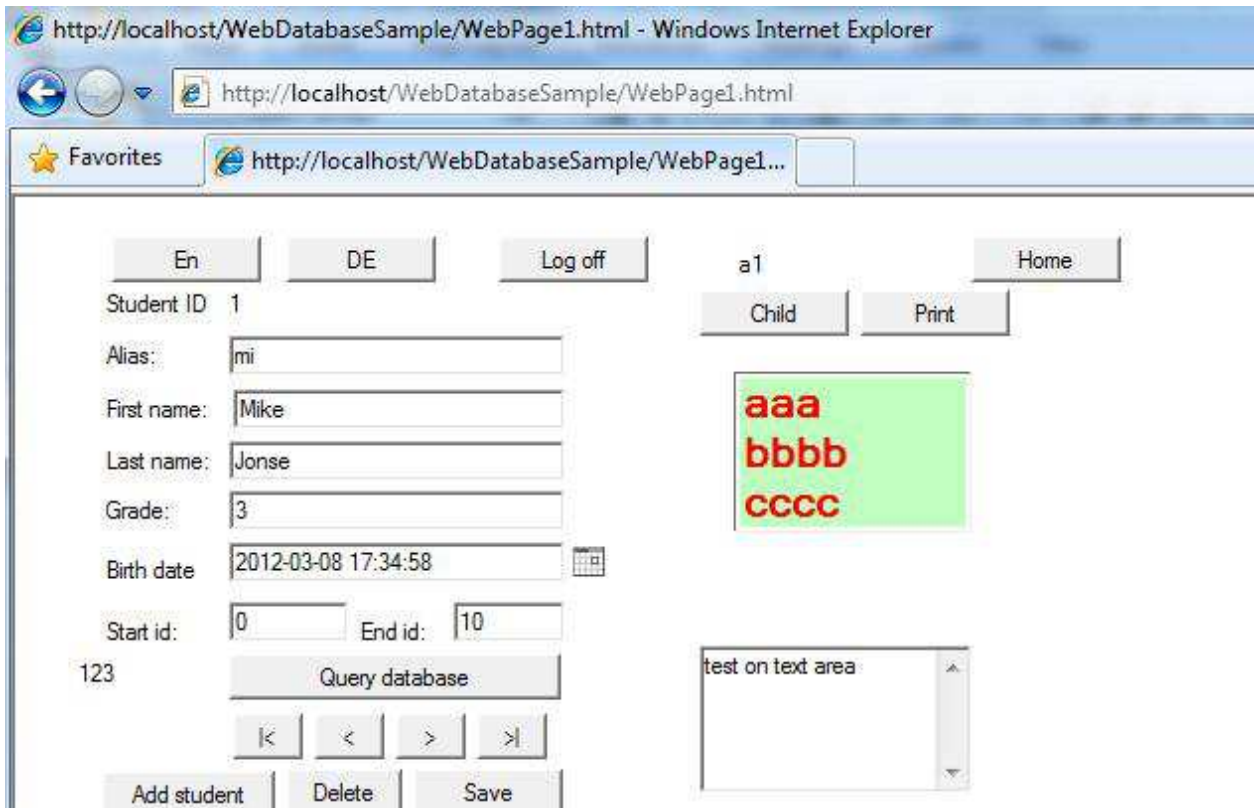 http://localhost/WebDatabaseSample/WebPage1.html - Windows Internet Explorer
http://localhost/WebDatabaseSample/WebPage1.html
Favorites http://localhost/WebDatabaseSample/WebPage1...
En DE Log off a1 Home
Student ID 1 Child Print
Alias: mi
First name: Mike
aaa
bbbb
cccc
Last name: Jonse
Grade: 3
Birth date 2012-03-08 17:34:58
Start id: 0 End id: 10
123 Query database
test on text area
|< < > >|
Add student Delete Save